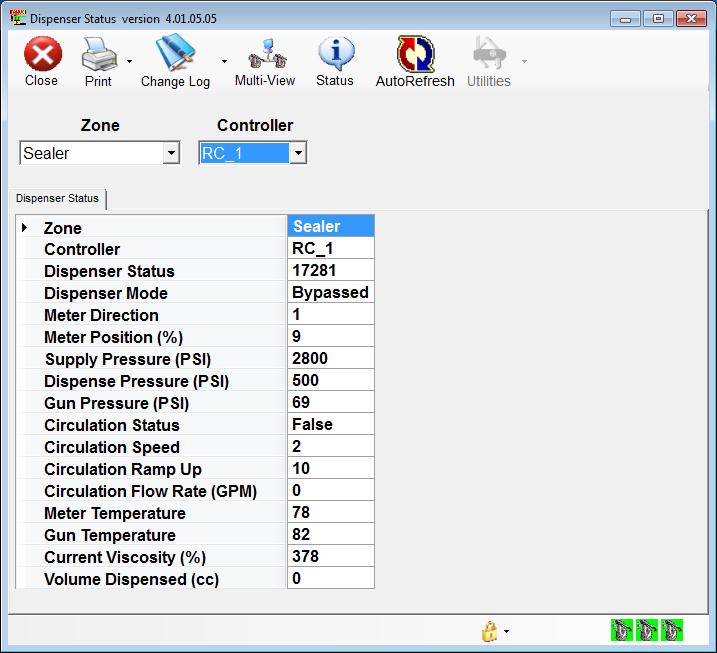 Dispenser Status version 4.01.05.05
Close Print Change Log Multi-View Status AutoRefresh Utilities
Zone Controller
Sealer RC_1
Dispenser Status
Zone Sealer
Controller RC_1
Dispenser Status 17281
Dispenser Mode Bypassed
Meter Direction 1
Meter Position (%) 9
Supply Pressure (PSI) 2800
Dispense Pressure (PSI) 500
Gun Pressure (PSI) 69
Circulation Status False
Circulation Speed 2
Circulation Ramp Up 10
Circulation Flow Rate (GPM) 0
Meter Temperature 78
Gun Temperature 82
Current Viscosity (%) 378
Volume Dispensed (cc) 0